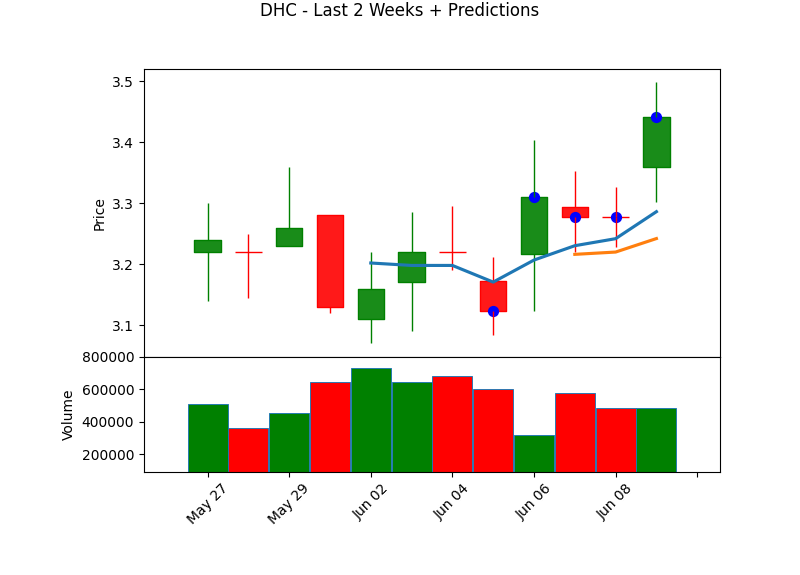 DHC - Last 2 Weeks + Predictions
3.5
3.4
3.3
3.2
3.1
Price
800000
600000
400000
200000
Volume
May 27
May 29
Jun 02
Jun 04
Jun 06
Jun 08